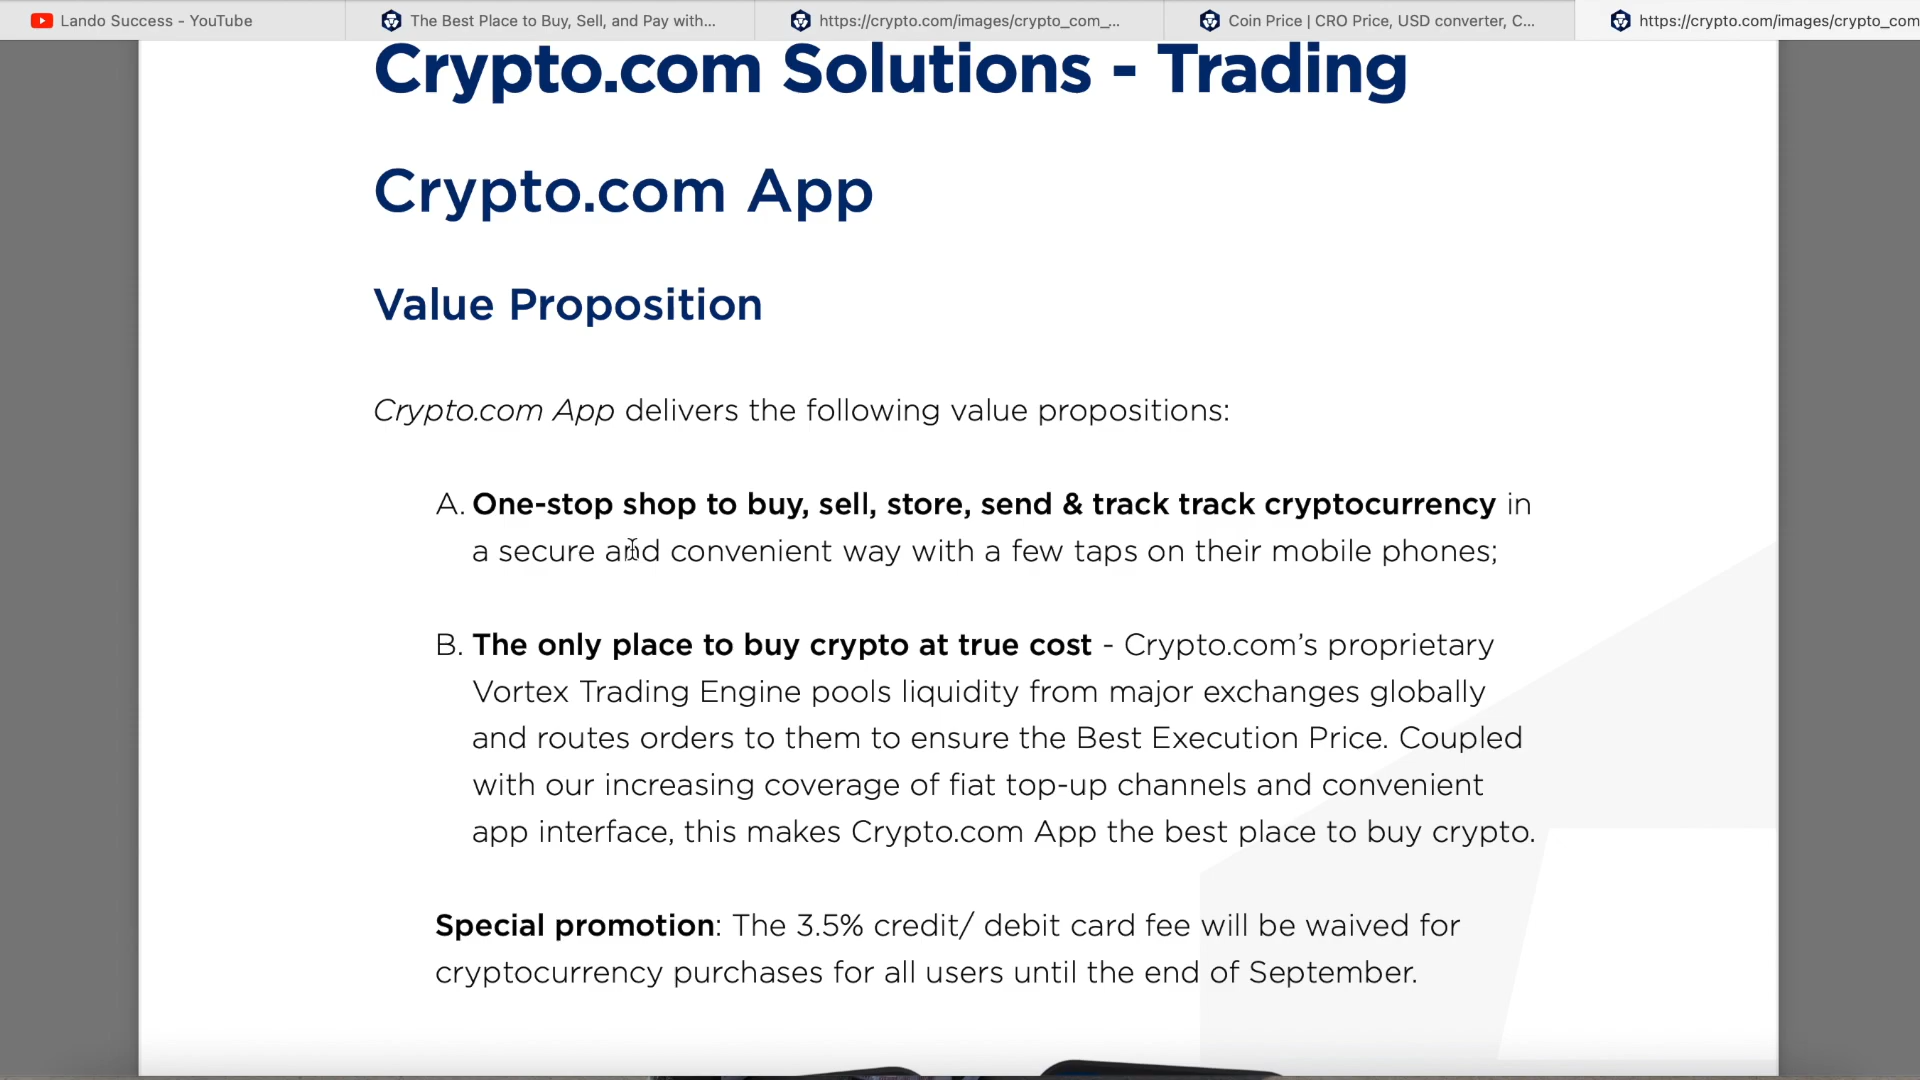 Lando Success - YouTube
The Best Place to Buy, Sell, and Pay with...
https://crypto.com/images/crypto_com_...
Coin Price | CRO Price, USD converter, C...
https://crypto.com/images/crypto_com
Crypto.com Solutions - Trading
Crypto.com App
Value Proposition
Crypto.com App delivers the following value propositions:
A. One-stop shop to buy, sell, store, send & track track cryptocurrency in
a secure and convenient way with a few taps on their mobile phones;
B. The only place to buy crypto at true cost - Crypto.com’s proprietary
Vortex Trading Engine pools liquidity from major exchanges globally
and routes orders to them to ensure the Best Execution Price. Coupled
with our increasing coverage of fiat top-up channels and convenient
app interface, this makes Crypto.com App the best place to buy crypto.
Special promotion: The 3.5% credit/ debit card fee will be waived for
cryptocurrency purchases for all users until the end of September.